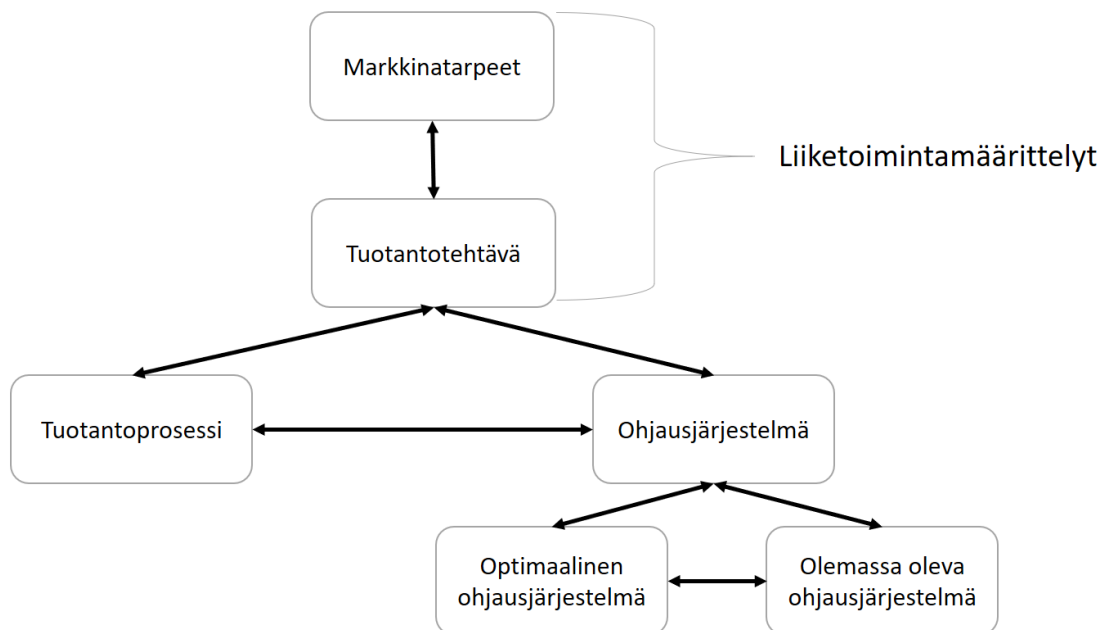 Markkinatarpeet
Liiketoimintamäärittelyt
Tuotantotehtävä
Tuotantoprosessi
Ohjausjärjestelmä
Optimaalinen
ohjausjärjestelmä
Olemassa oleva
ohjausjärjestelmä